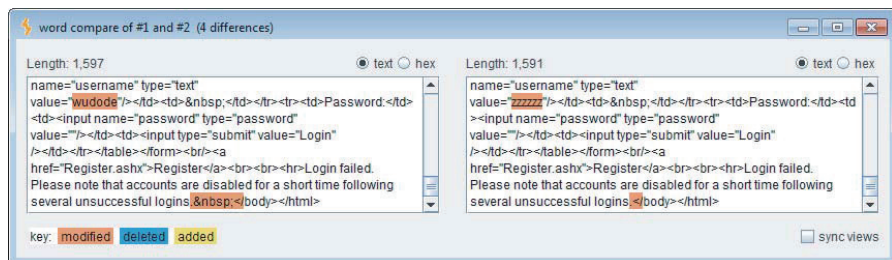 word compare of #1 and #2 (4 differences)
Length: 1,597
text
hex
name="username" type="text"
value="wudode"/></td><td>&nbsp;</td></tr><tr><td>Password:</td>
<td><input name="password" type="password"
value=""/></td><td><input type="submit" value="Login"
/></td></tr></table></form><br/><a
href="Register.ashx">Register</a><br><br><hr>Login failed.
Please note that accounts are disabled for a short time following
several unsuccessful logins.&nbsp;</body></html>
Length: 1,591
text
hex
name="username" type="text"
value="zzzzzz"/></td><td>&nbsp;</td></tr><tr><td>Password:</td><td
><input name="password" type="password"
value=""/></td><td><input type="submit" value="Login"
/></td></tr></table></form><br/><a
href="Register.ashx">Register</a><br><br><hr>Login failed.
Please note that accounts are disabled for a short time following
several unsuccessful logins.</body></html>
key: modified deleted added
sync views